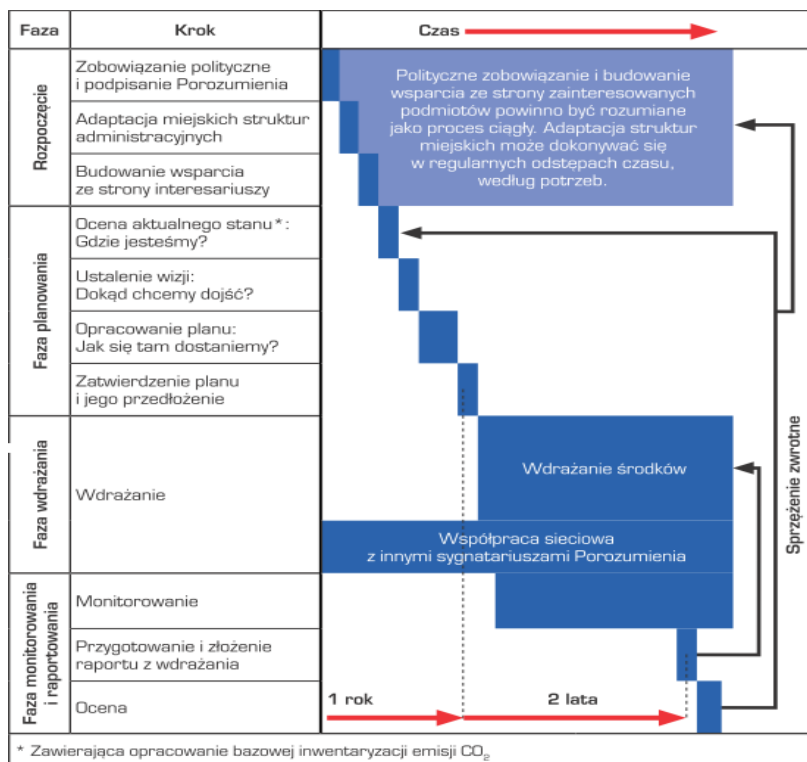 Faza
Krok
Czas
Rozpoczęcie
Zobowiązanie polityczne
i podpisanie Porozumienia
Adaptacja miejskich struktur
administracyjnych
Budowanie wsparcia
ze strony interesariuszy
Polityczne zobowiązanie i budowanie
wsparcia ze strony zainteresowanych
podmiotów powinno być rozumiane
jako proces ciągły. Adaptacja struktur
miejskich może dokonywać się
w regularnych odstępach czasu,
według potrzeb.
Faza planowania
Ocena aktualnego stanu*:
Gdzie jesteśmy?
Ustalenie wizji:
Dokąd chcemy dojść?
Opracowanie planu:
Jak się tam dostaniemy?
Zatwierdzenie planu
i jego przedłożenie
Faza wdrażania
Wdrażanie
Wdrażanie środków
Współpraca sieciowa
z innymi sygnatariuszami Porozumienia
Faza monitorowania
i raportowania
Monitorowanie
Przygotowanie i złożenie
raportu z wdrażania
Ocena
1 rok
2 lata
Sprzężenie zwrotne
* Zawierająca opracowanie bazowej inwentaryzacji emisji CO₂